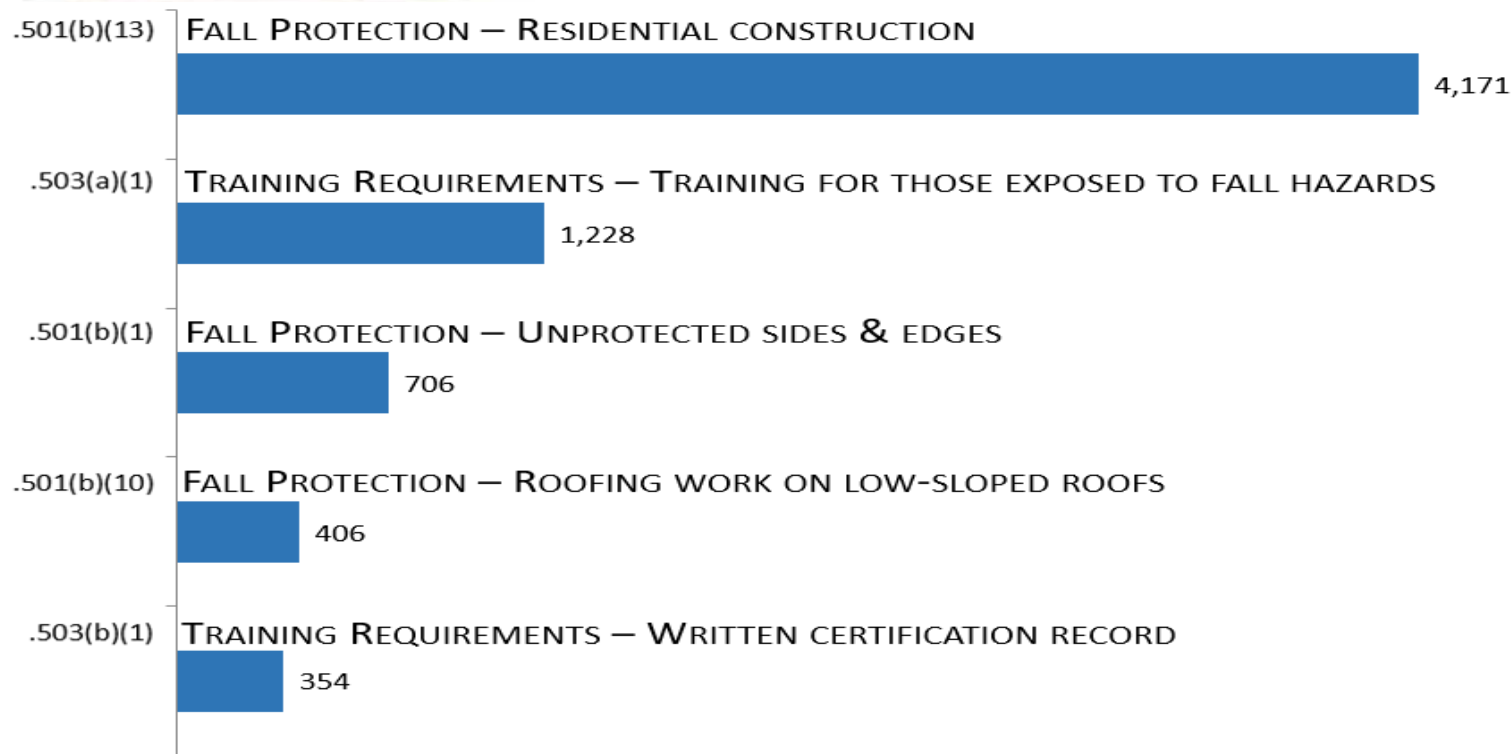 .501(b)(13) FALL PROTECTION – RESIDENTIAL CONSTRUCTION
4,171
.503(a)(1) TRAINING REQUIREMENTS – TRAINING FOR THOSE EXPOSED TO FALL HAZARDS
1,228
.501(b)(1) FALL PROTECTION – UNPROTECTED SIDES & EDGES
706
.501(b)(10) FALL PROTECTION – ROOFING WORK ON LOW-SLOPED ROOFS
406
.503(b)(1) TRAINING REQUIREMENTS – WRITTEN CERTIFICATION RECORD
354